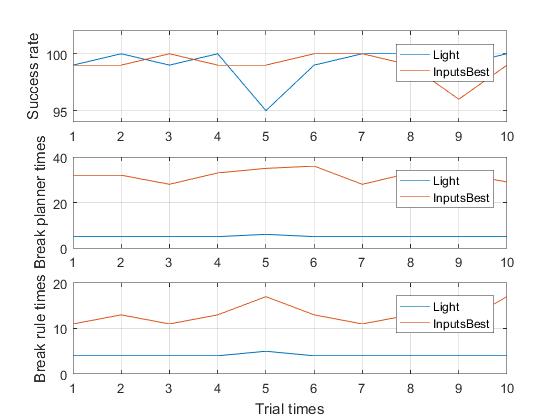 Success rate
100
95
Light
InputsBest
1 2 3 4 5 6 7 8 9 10
Break planner times
40
20
0
Light
InputsBest
1 2 3 4 5 6 7 8 9 10
Break rule times
20
10
0
Light
InputsBest
1 2 3 4 5 6 7 8 9 10
Trial times